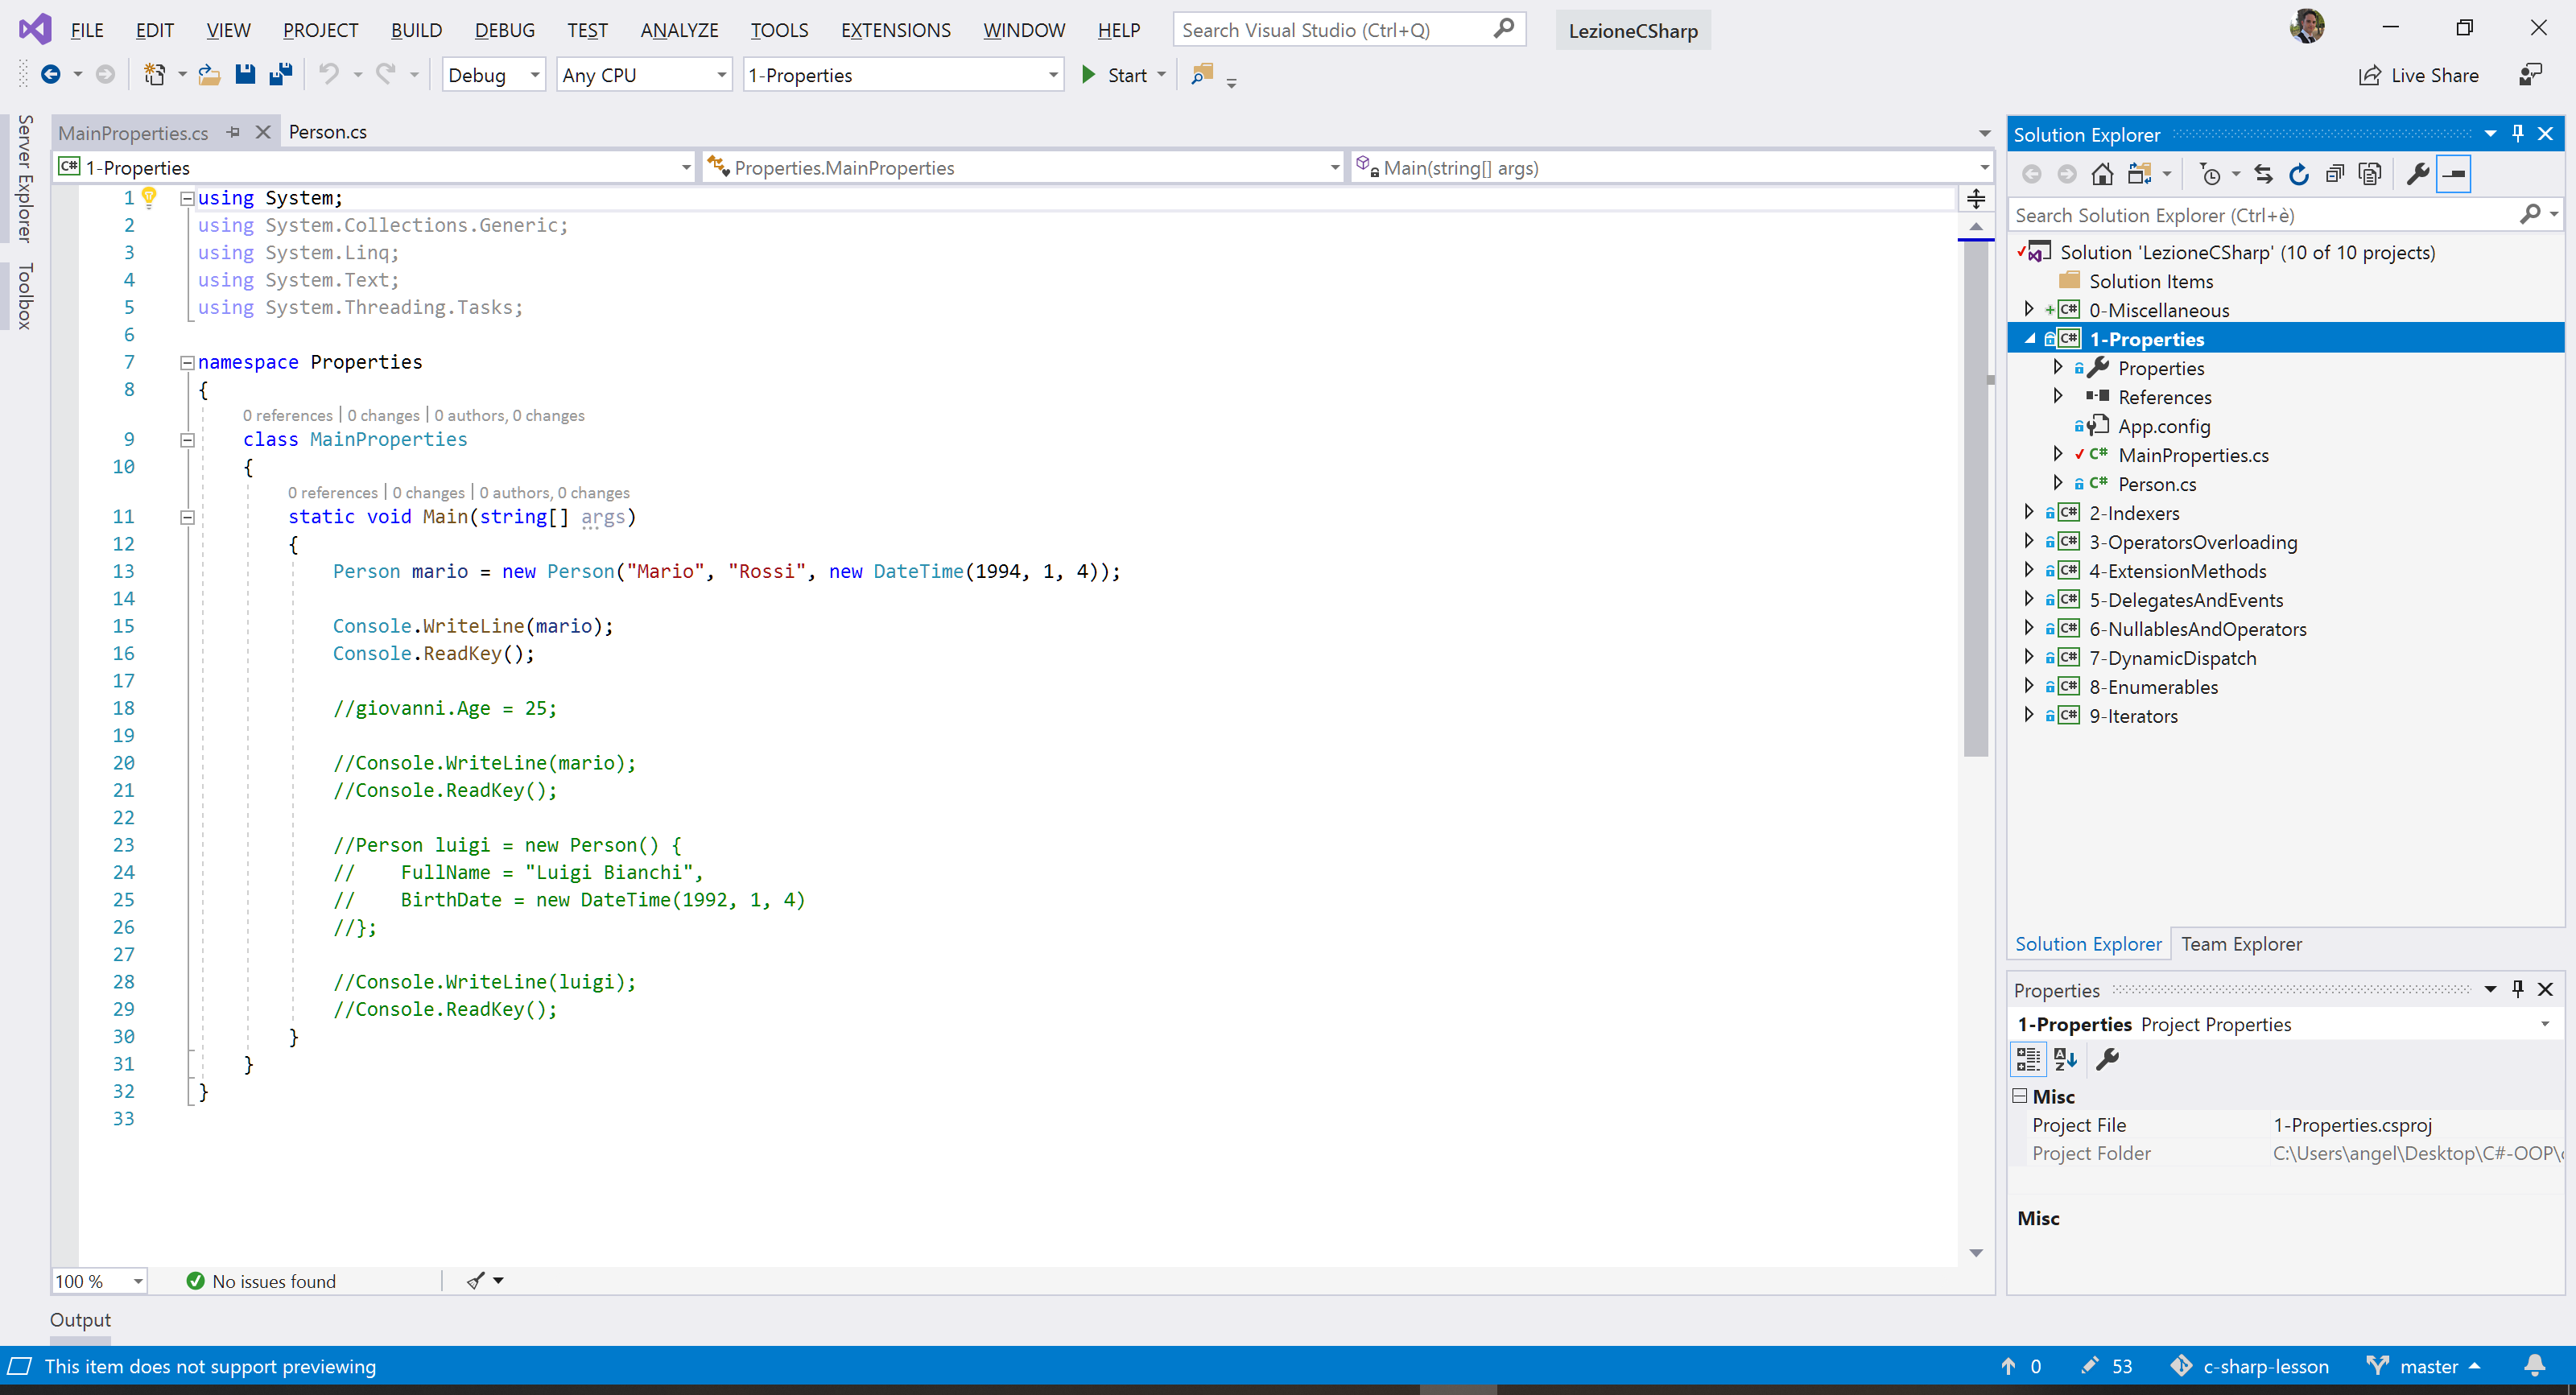 FILE EDIT VIEW PROJECT BUILD DEBUG TEST ANALYZE TOOLS EXTENSIONS WINDOW HELP Search Visual Studio (Ctrl+Q) LezioneCSharp
Debug Any CPU 1-Properties Start Live Share
Server Explorer
Toolbox
MainProperties.cs Person.cs
1-Properties Properties.MainProperties Main(string[] args)
1 using System;
2 using System.Collections.Generic;
3 using System.Linq;
4 using System.Text;
5 using System.Threading.Tasks;
6
7 namespace Properties
8 {
0 references | 0 changes | 0 authors, 0 changes
9 class MainProperties
10 {
0 references | 0 changes | 0 authors, 0 changes
11 static void Main(string[] args)
12 {
13 Person mario = new Person("Mario", "Rossi", new DateTime(1994, 1, 4));
14
15 Console.WriteLine(mario);
16 Console.ReadKey();
17
18 //giovanni.Age = 25;
19
20 //Console.WriteLine(mario);
21 //Console.ReadKey();
22
23 //Person luigi = new Person() {
24 // FullName = "Luigi Bianchi",
25 // BirthDate = new DateTime(1992, 1, 4)
26 //};
27
28 //Console.WriteLine(luigi);
29 //Console.ReadKey();
30 }
31 }
32 }
33
100 % No issues found
Output
Solution Explorer
Search Solution Explorer (Ctrl+è)
Solution 'LezioneCSharp' (10 of 10 projects)
Solution Items
C# 0-Miscellaneous
C# 1-Properties
Properties
References
App.config
C# MainProperties.cs
C# Person.cs
C# 2-Indexers
C# 3-OperatorsOverloading
C# 4-ExtensionMethods
C# 5-DelegatesAndEvents
C# 6-NullablesAndOperators
C# 7-DynamicDispatch
C# 8-Enumerables
C# 9-Iterators
Solution Explorer Team Explorer
Properties
1-Properties Project Properties
Misc
Project File 1-Properties.csproj
Project Folder C:\Users\angel\Desktop\C#-OOP\
Misc
This item does not support previewing 0 53 c-sharp-lesson master